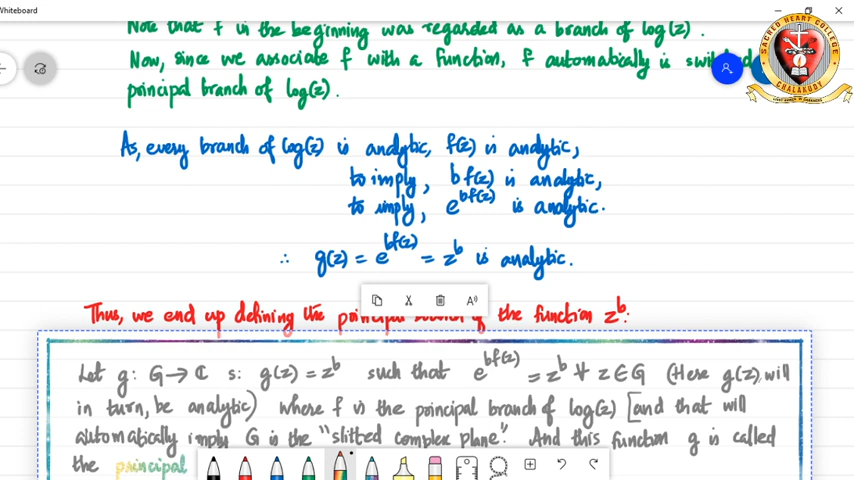 Whiteboard
Note that f in the beginning was regarded as a branch of log(z).
Now, since we associate f with a function, f automatically is
principal branch of log(z).
SACRED HEART COLLEGE
CHALAKUDY
As, every branch of log(z) is analytic, f(z) is analytic,
to imply, bf(z) is analytic,
to imply, e^{bf(z)} is analytic.
∴ g(z) = e^{bf(z)} = z^b is analytic.
Thus, we end up defining the principal branch of the function z^b:
Let g: G→ℂ s: g(z) = z^b such that e^{bf(z)} = z^b ∀ z∈G (Here g(z) will
in turn, be analytic) where f is the principal branch of log(z) [and that will
automatically imply G is the "slitted complex plane". And this function g is called
the principal